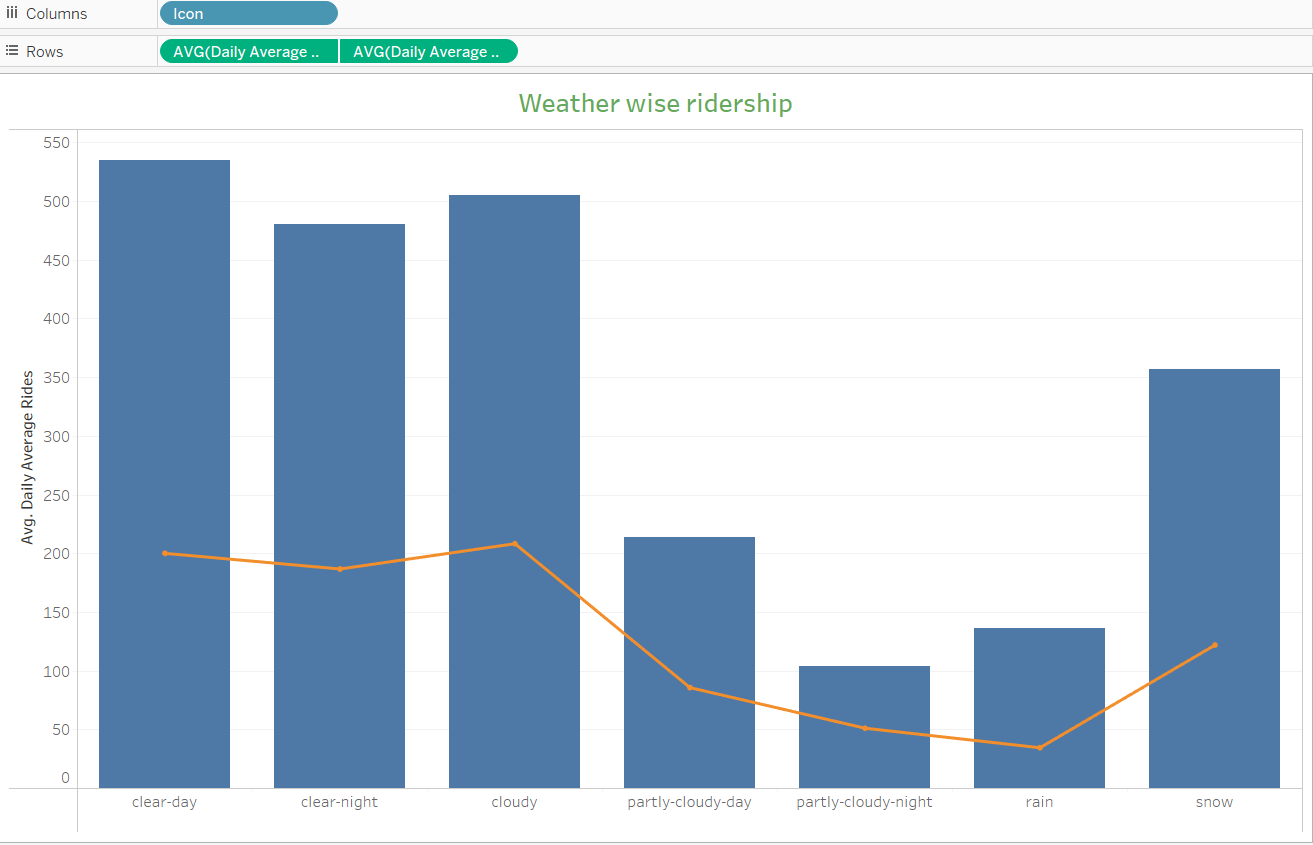 Columns
Icon
Rows
AVG(Daily Average ..
AVG(Daily Average ..
Weather wise ridership
Avg. Daily Average Rides
550
500
450
400
350
300
250
200
150
100
50
0
clear-day clear-night cloudy partly-cloudy-day partly-cloudy-night rain snow